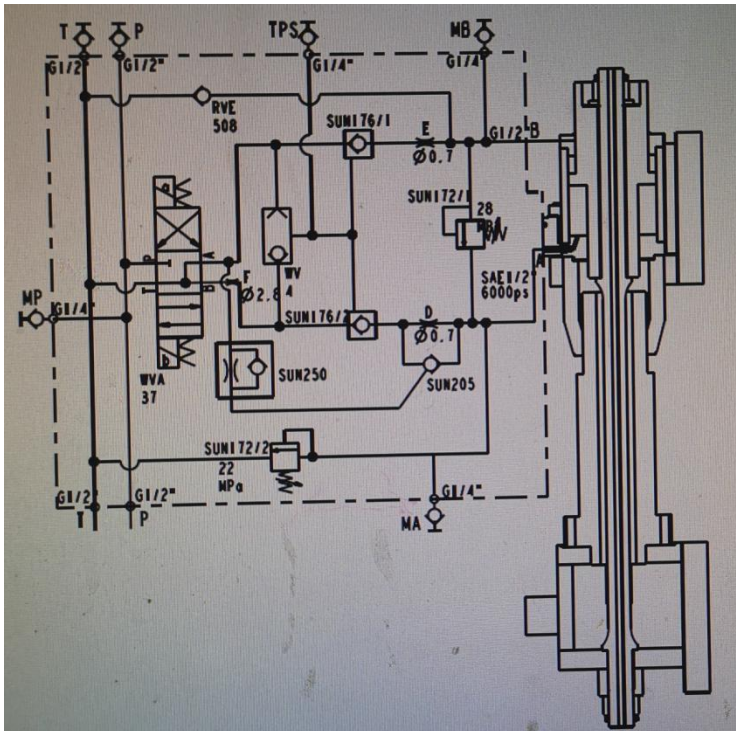 T
P
TPS
MB
G1/2"
G1/2"
G1/4"
G1/4
RVE
508
SUN176/1
E
Ø0.7
G1/2"B
SUN172/1
28
a
P
A
F
Ø2.8
WV
4
A
SAE1/2"
6000ps
MP
G1/4"
SUN176/2
D
Ø0.7
b
WVA
37
SUN250
SUN205
SUN172/2
22
MPa
G1/2"
G1/2"
G1/4"
T
P
MA